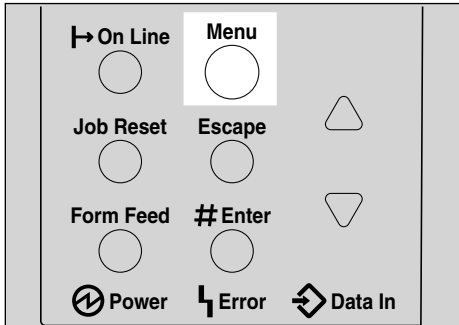 On Line Menu
Job Reset Escape
Form Feed # Enter
Power Error Data In